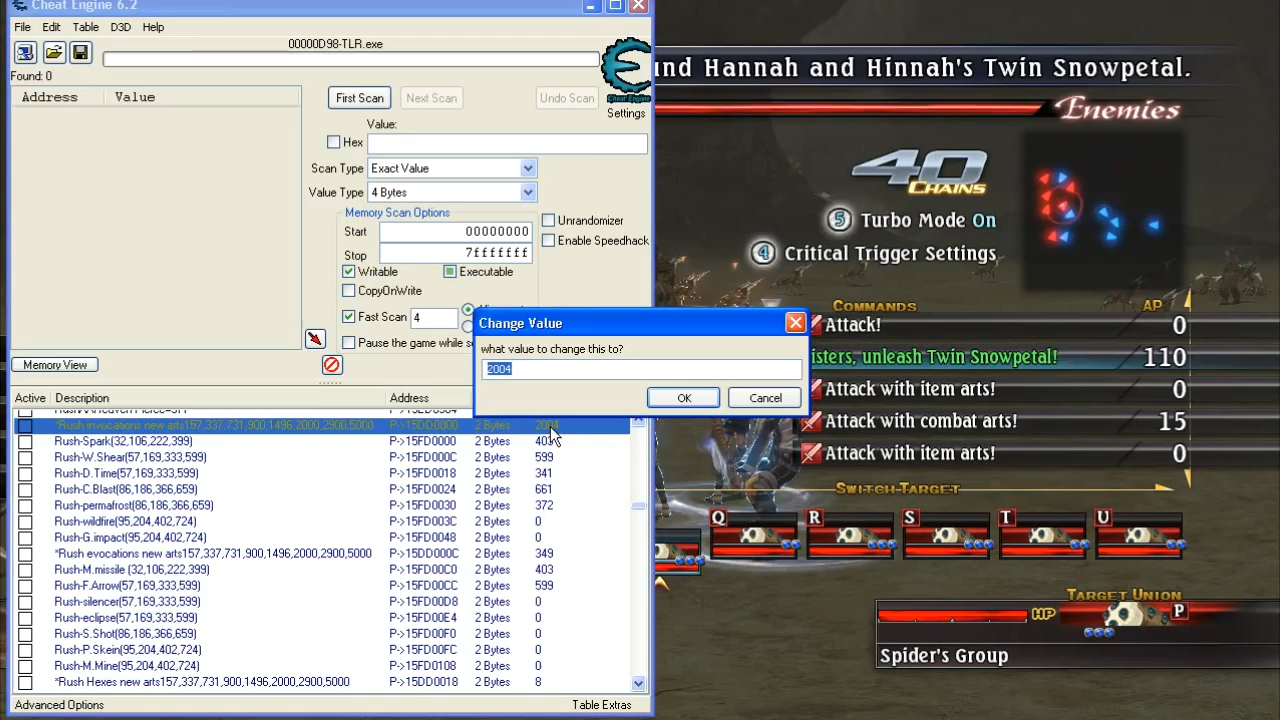 Cheat Engine 6.2
File Edit Table D3D Help
00000D98-TLR.exe
Found: 0
Address Value
First Scan Next Scan Undo Scan
Cheat Engine
Settings
Value:
Hex
Scan Type Exact Value
Value Type 4 Bytes
Memory Scan Options
Start 00000000
Stop 7fffffff
Writable Executable
CopyOnWrite
Fast Scan 4
Pause the game while
Unrandomizer
Enable Speedhack
Memory View
Change Value
what value to change this to?
2004
OK Cancel
Active Description Address
*Rush invocations new arts157,337,731,900,1496,2000,2900,5000 P->15DD0000 2 Bytes 2004
Rush-Spark(32,106,222,399) P->15FD0000 2 Bytes 403
Rush-W.Shear(57,169,333,599) P->15FD000C 2 Bytes 599
Rush-D.Time(57,169,333,599) P->15FD0018 2 Bytes 341
Rush-C.Blast(86,186,366,659) P->15FD0024 2 Bytes 661
Rush-permafrost(86,186,366,659) P->15FD0030 2 Bytes 372
Rush-wildfire(95,204,402,724) P->15FD003C 2 Bytes 0
Rush-G.impact(95,204,402,724) P->15FD0048 2 Bytes 0
*Rush evocations new arts157,337,731,900,1496,2000,2900,5000 P->15DD000C 2 Bytes 349
Rush-M.missile (32,106,222,399) P->15FD00C0 2 Bytes 403
Rush-F.Arrow(57,169,333,599) P->15FD00CC 2 Bytes 599
Rush-silencer(57,169,333,599) P->15FD00D8 2 Bytes 0
Rush-eclipse(57,169,333,599) P->15FD00E4 2 Bytes 0
Rush-S.Shot(86,186,366,659) P->15FD00F0 2 Bytes 0
Rush-P.Skein(95,204,402,724) P->15FD00FC 2 Bytes 0
Rush-M.Mine(95,204,402,724) P->15FD0108 2 Bytes 0
*Rush Hexes new arts157,337,731,900,1496,2000,2900,5000 P->15DD0018 2 Bytes 8
Advanced Options Table Extras
und Hannah and Hinnah's Twin Snowpetal.
Enemies
40 CHAINS
5 Turbo Mode On
4 Critical Trigger Settings
COMMANDS AP
Attack! 0
isters, unleash Twin Snowpetal! 110
Attack with item arts! 0
Attack with combat arts! 15
Attack with item arts! 0
SWITCH TARGET
Q R S T U
TARGET UNION
HP P
Spider's Group